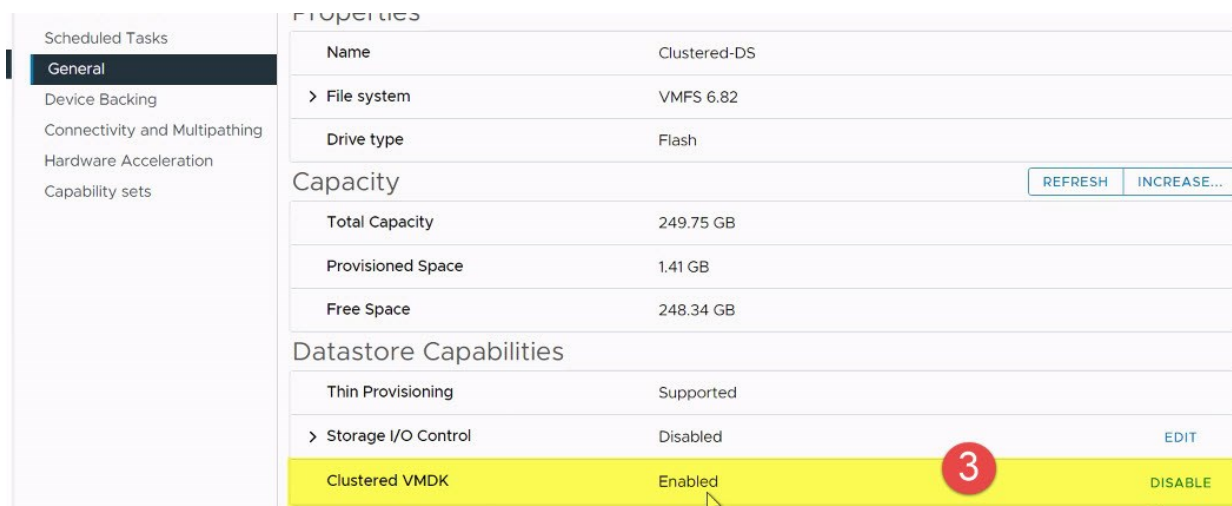 Properties
Scheduled Tasks
General
Device Backing
Connectivity and Multipathing
Hardware Acceleration
Capability sets
Name Clustered-DS
File system VMFS 6.82
Drive type Flash
Capacity REFRESH INCREASE...
Total Capacity 249.75 GB
Provisioned Space 1.41 GB
Free Space 248.34 GB
Datastore Capabilities
Thin Provisioning Supported
Storage I/O Control Disabled EDIT
Clustered VMDK Enabled 3 DISABLE